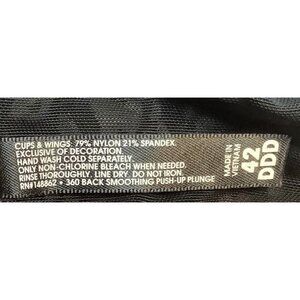 CUPS & WINGS: 79% NYLON 21% SPANDEX.
EXCLUSIVE OF DECORATION.
HAND WASH COLD SEPARATELY.
ONLY NON-CHLORINE BLEACH WHEN NEEDED.
RINSE THOROUGHLY. LINE DRY. DO NOT IRON.
RN#148862 • 360 BACK SMOOTHING PUSH-UP PLUNGE
MADE IN
VIETNAM
42
DDD